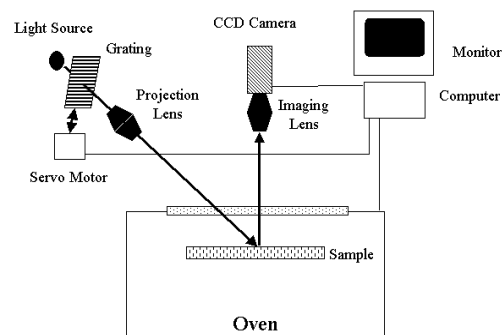 Light Source
Grating
CCD Camera
Monitor
Projection
Lens
Imaging
Lens
Computer
Servo Motor
Sample
Oven